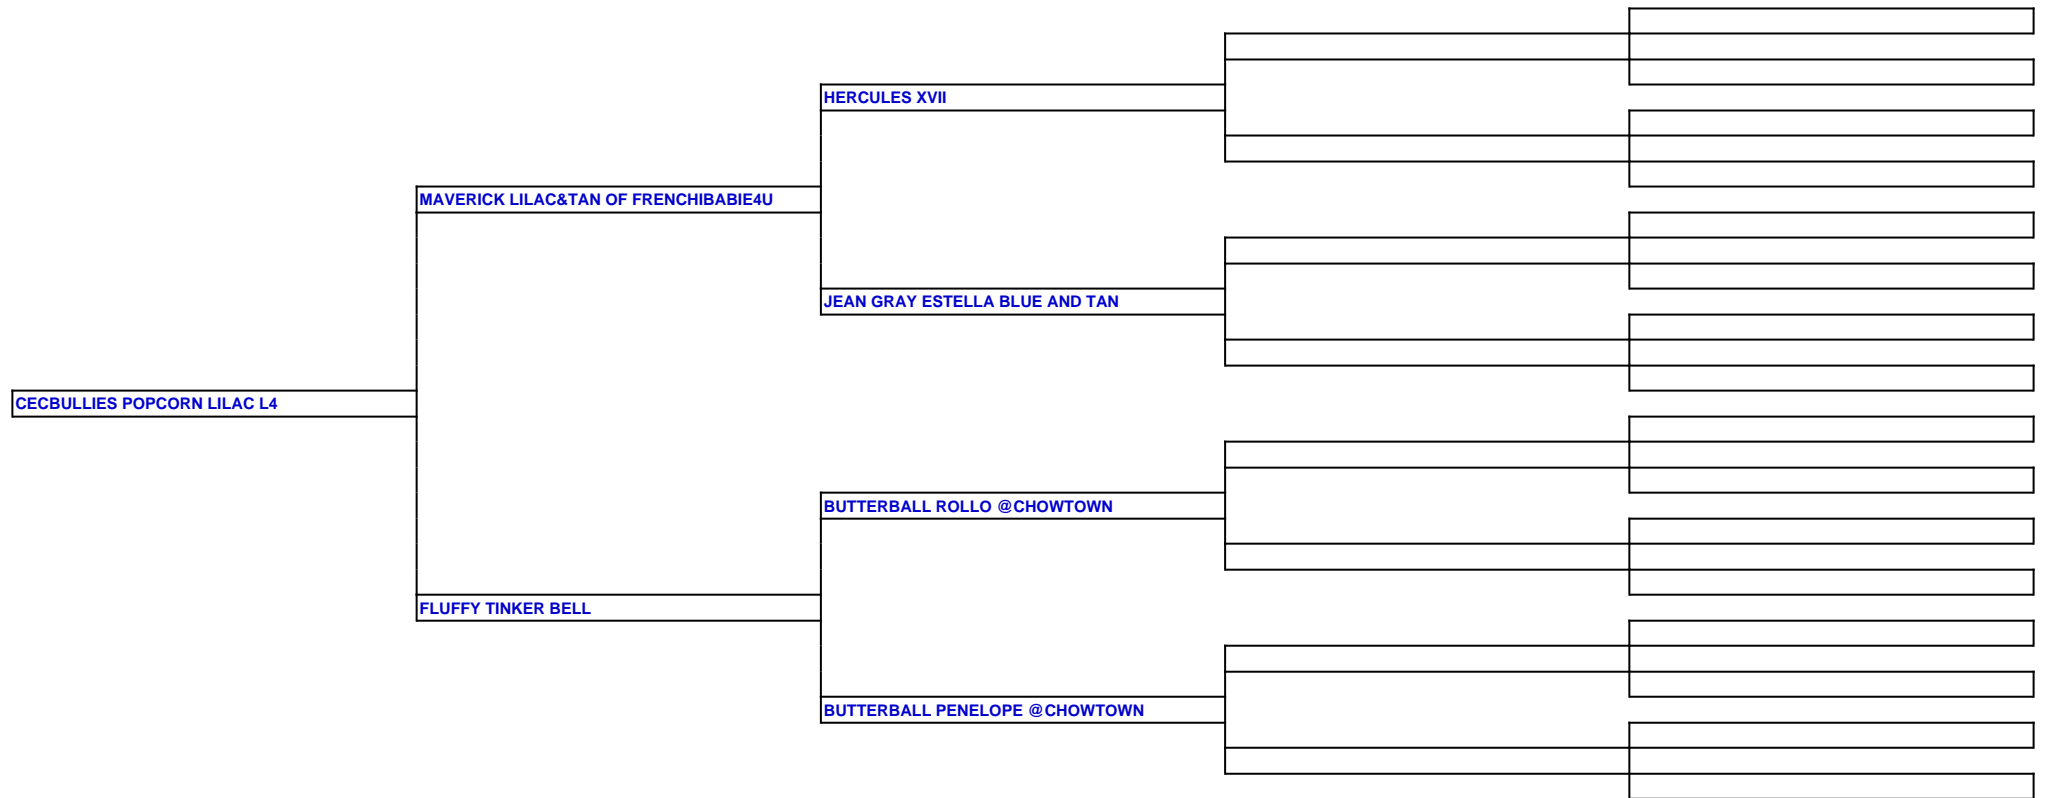 HERCULES XVII
MAVERICK LILAC&TAN OF FRENCHIBABIE4U
JEAN GRAY ESTELLA BLUE AND TAN
CECBULLIES POPCORN LILAC L4
BUTTERBALL ROLLO @CHOWTOWN
FLUFFY TINKER BELL
BUTTERBALL PENELOPE @CHOWTOWN